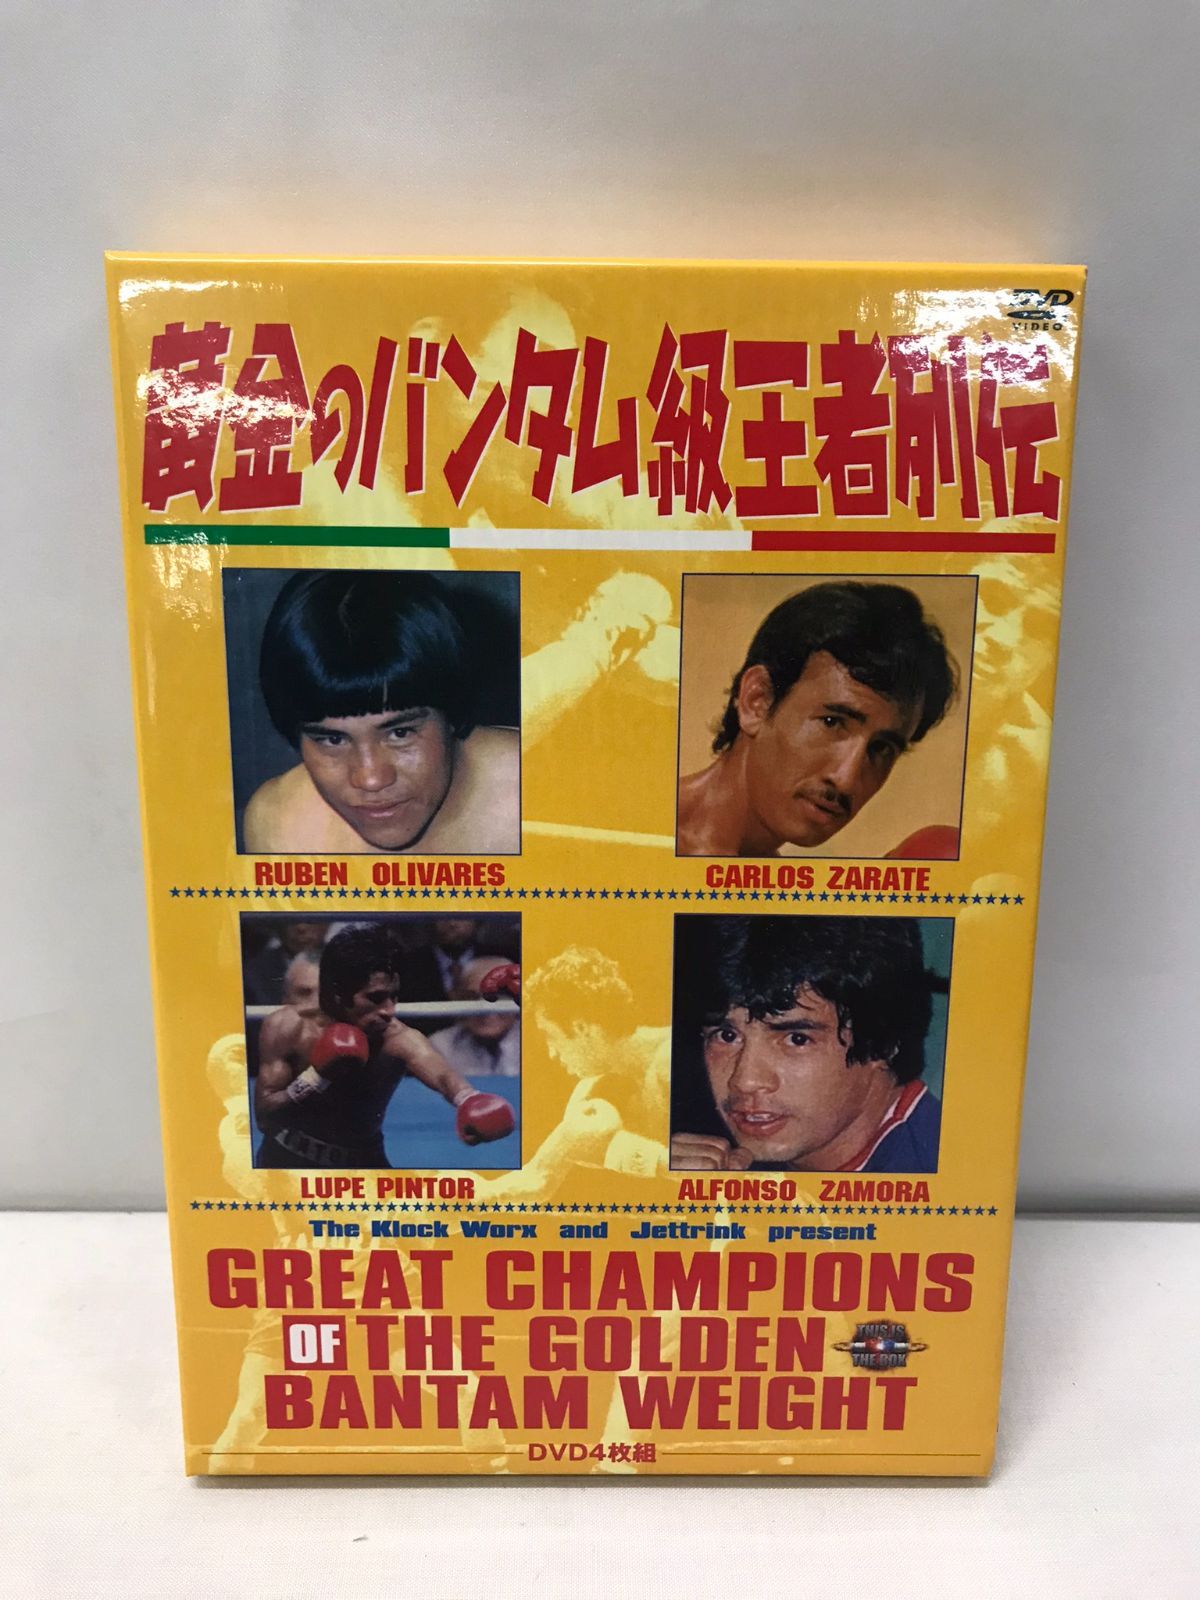 DVD
VIDEO
黄金のバンタム級王者列伝
RUBEN OLIVARES
CARLOS ZARATE
LUPE PINTOR
ALFONSO ZAMORA
The Klock Worx and Jettrink present
GREAT CHAMPIONS
OF THE GOLDEN
THIS IS
THE BOX
BANTAM WEIGHT
DVD4枚組